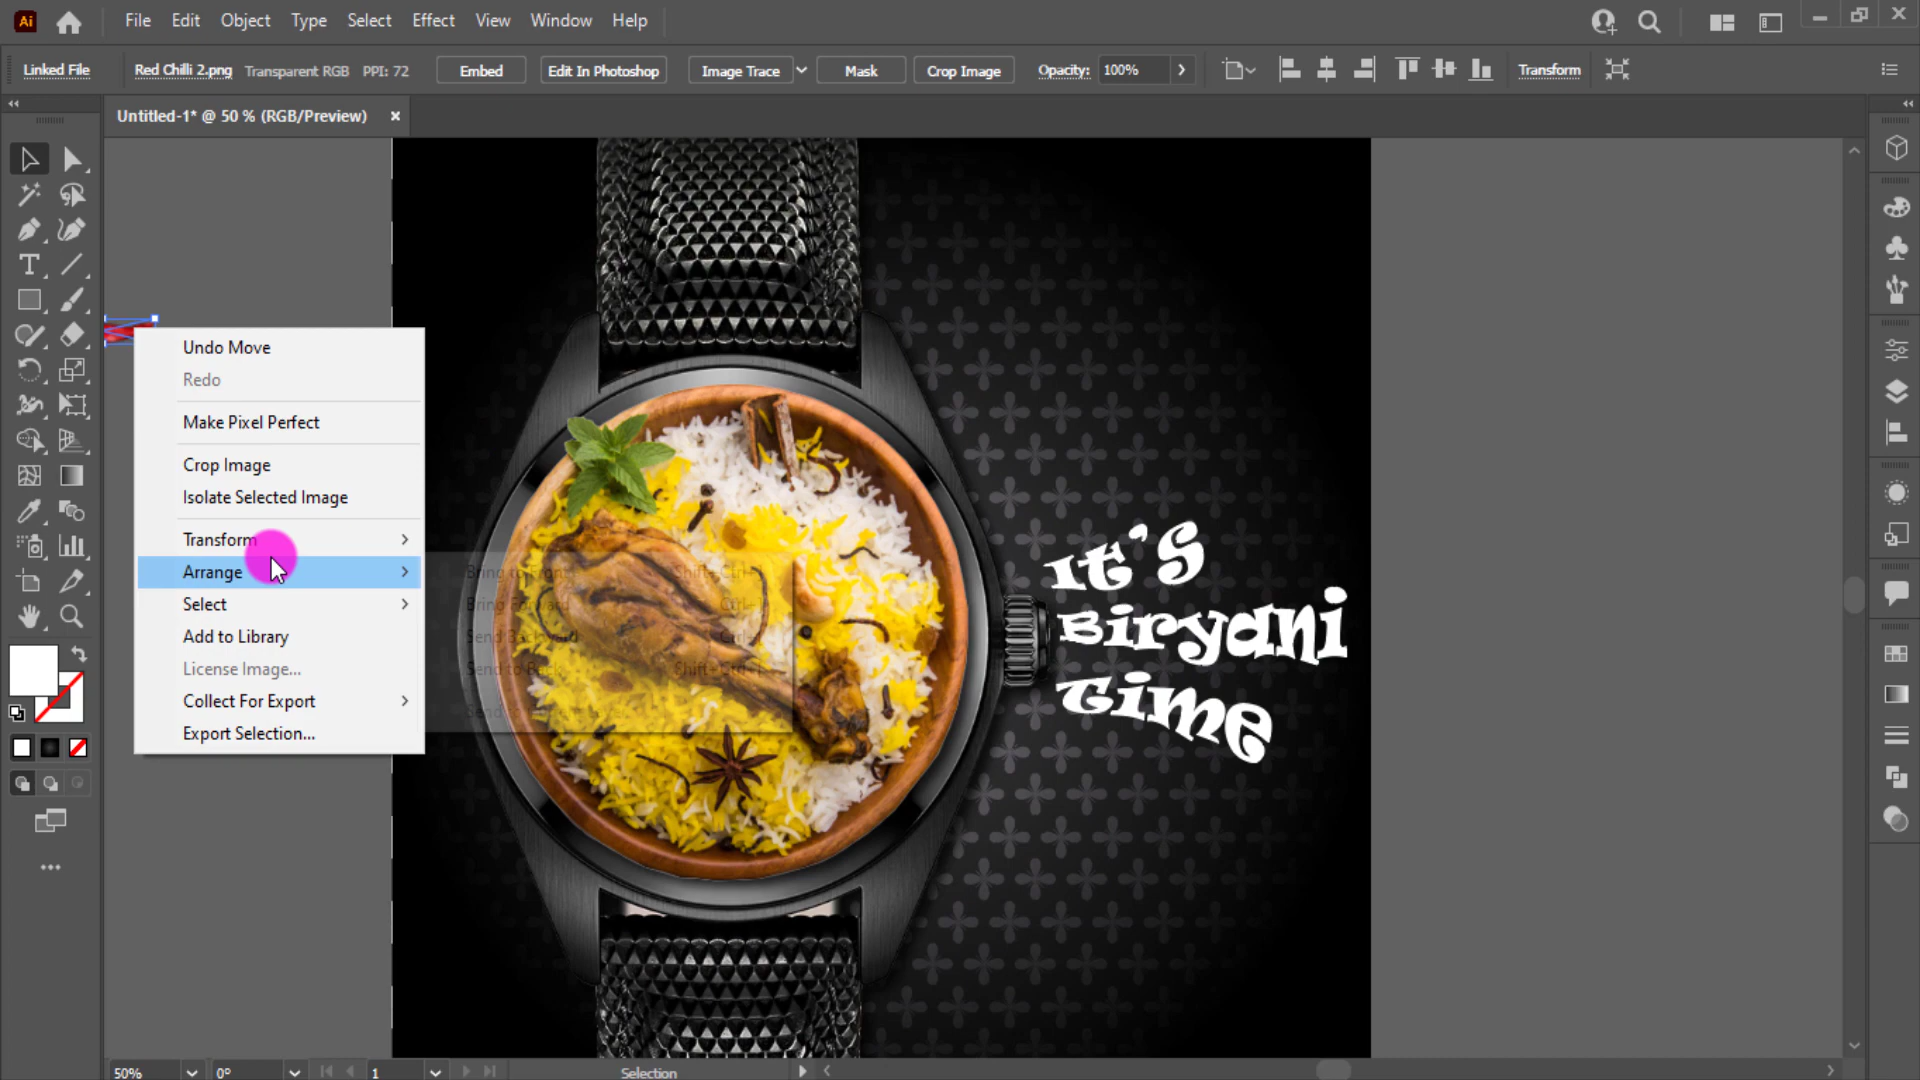 Ai File Edit Object Type Select Effect View Window Help
Linked File Red Chilli 2.png Transparent RGB PPI: 72 Embed Edit In Photoshop Image Trace Mask Crop Image Opacity: 100% Transform
Untitled-1* @ 50 % (RGB/Preview)
Undo Move
Redo
Make Pixel Perfect
Crop Image
Isolate Selected Image
Transform
Arrange
Select
Add to Library
License Image...
Collect For Export
Export Selection...
Bring to Front Shift+Ctrl+]
Bring Forward Ctrl+]
Send Backward Ctrl+[
Send to Back Shift+Ctrl+[
It's
Biryani
Time
50% 0° 1 Selection